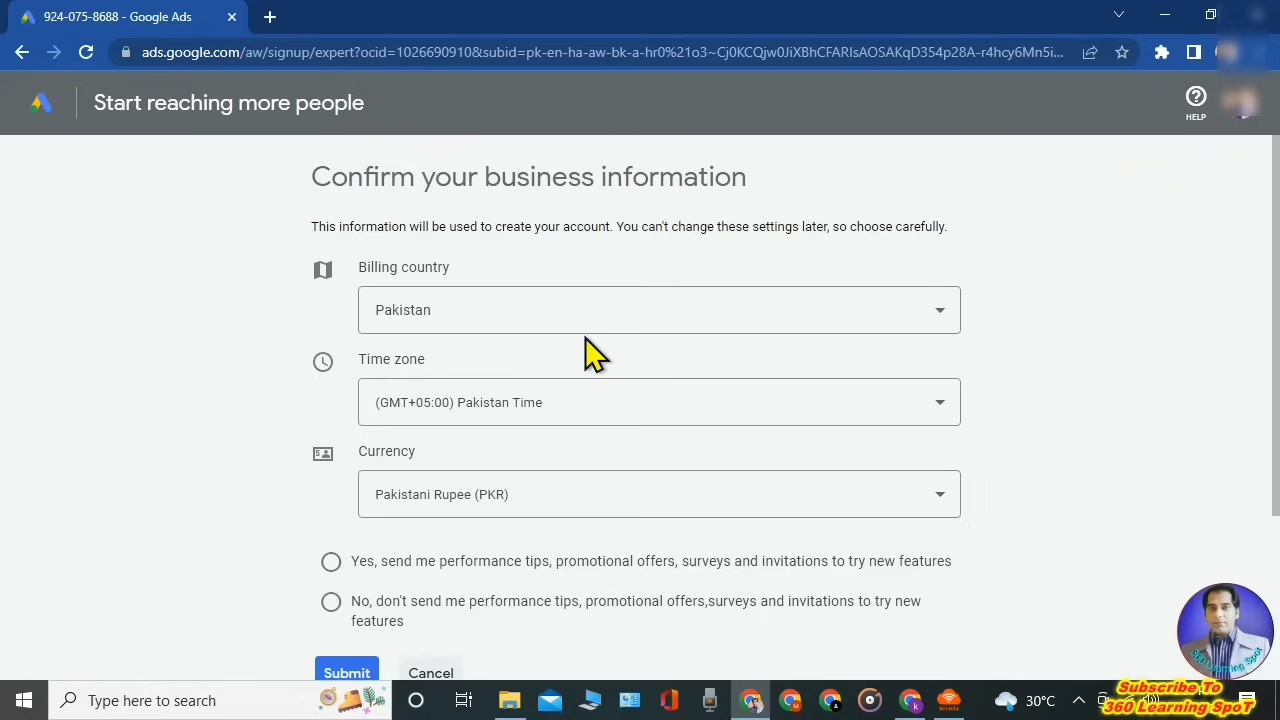 924-075-8688 - Google Ads
ads.google.com/aw/signup/expert?ocid=1026690910&subid=pk-en-ha-aw-bk-a-hr0%21o3~Cj0KCQjw0JiXBhCFARIsAOSAKqD354p28A-r4hcy6Mn5i...
Start reaching more people
HELP
Confirm your business information
This information will be used to create your account. You can't change these settings later, so choose carefully.
Billing country
Pakistan
Time zone
(GMT+05:00) Pakistan Time
Currency
Pakistani Rupee (PKR)
Yes, send me performance tips, promotional offers, surveys and invitations to try new features
No, don't send me performance tips, promotional offers,surveys and invitations to try new
features
Submit
Cancel
360 Learning Spot
Type here to search
30°C
Subscribe To
360 Learning SpoT